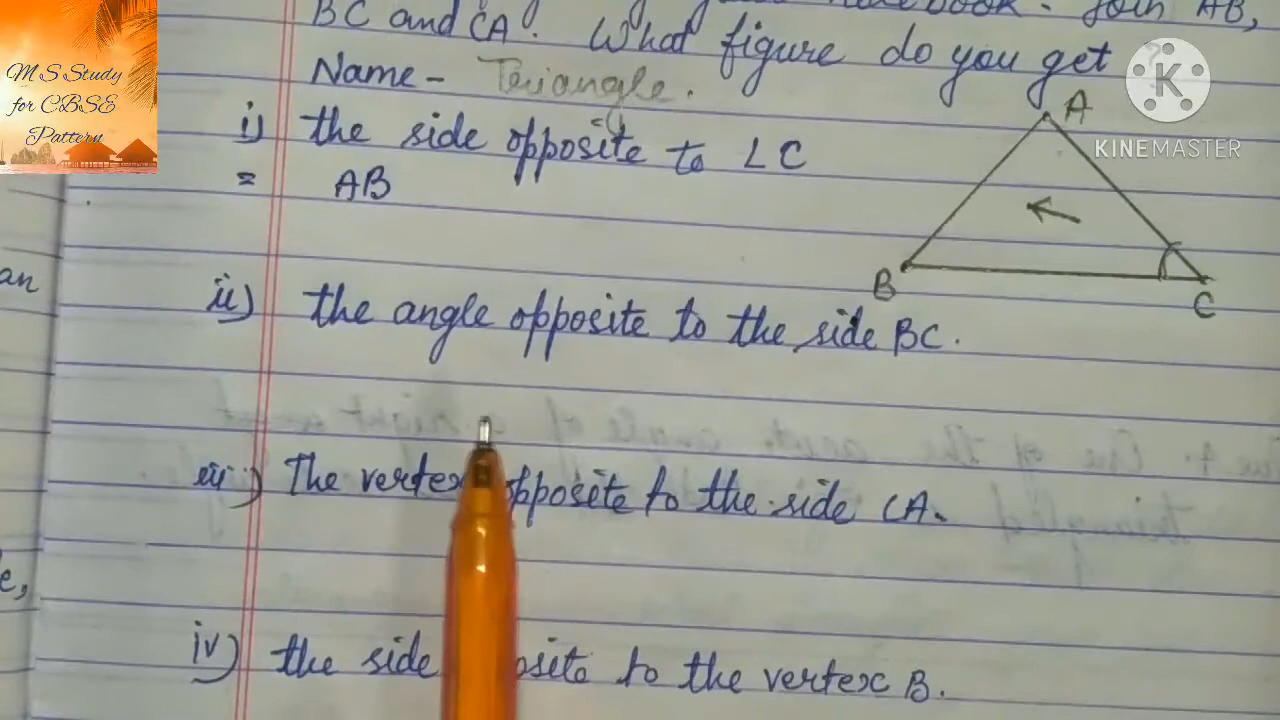 M S Study
for CBSE
Pattern
BC and CA. What figure do you get
Name - Triangle.
i) the side opposite to ∠C
= AB
ii) the angle opposite to the side BC.
iii) The vertex opposite to the side CA.
iv) the side to the vertex B.
A
B
C
K
KINEMASTER
an
e,